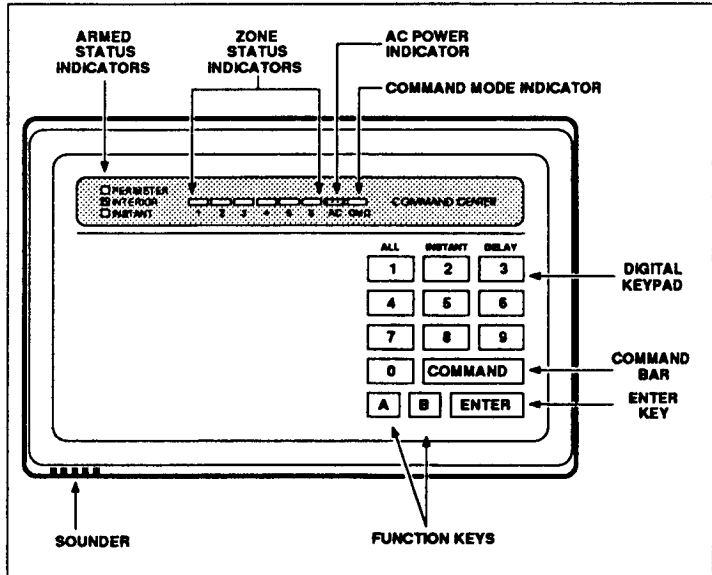 ARMED
STATUS
INDICATORS
ZONE
STATUS
INDICATORS
AC POWER
INDICATOR
COMMAND MODE INDICATOR
PERIMETER
INTERIOR
INSTANT
1 2 3 4 5 6 AC CMD
COMMAND CENTER
ALL INSTANT DELAY
1 2 3
4 5 6
7 8 9
0 COMMAND
A B ENTER
DIGITAL
KEYPAD
COMMAND
BAR
ENTER
KEY
SOUNDER
FUNCTION KEYS